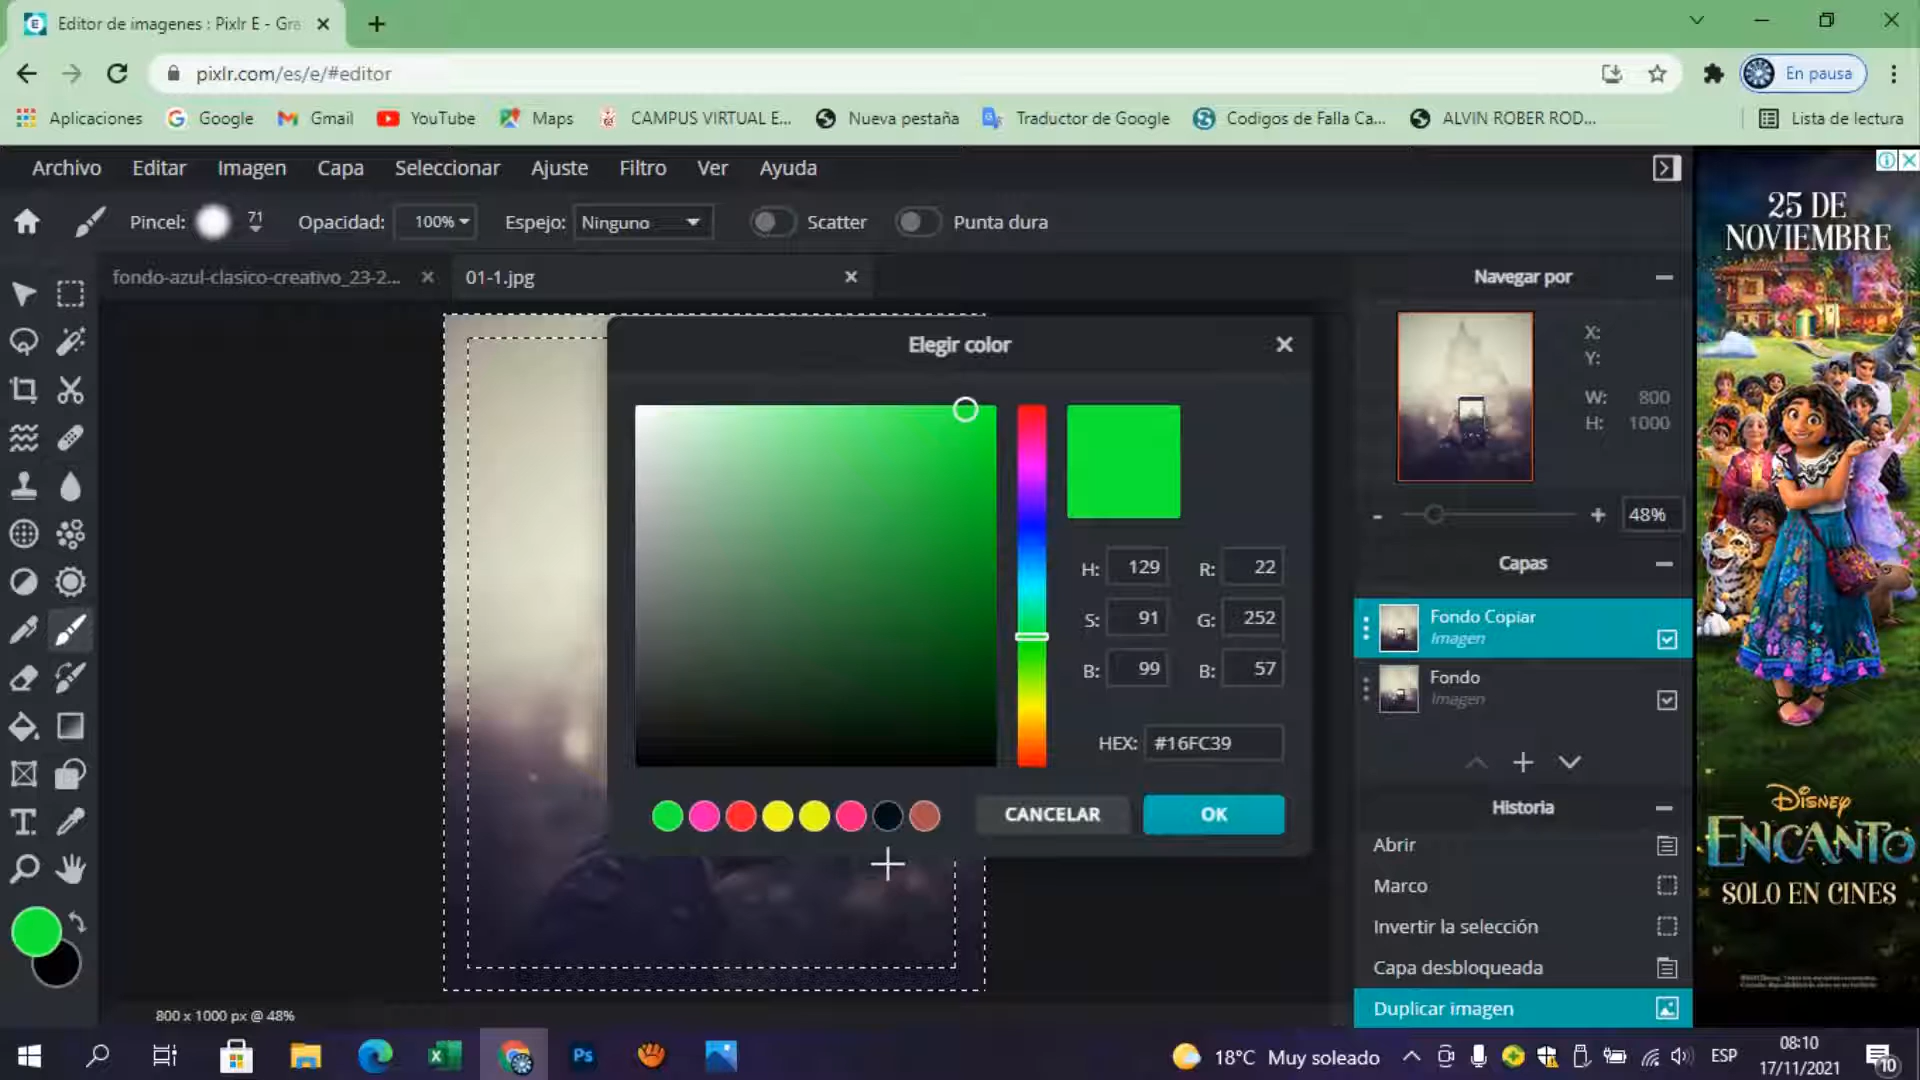 Editor de imagenes : Pixlr E - Gra
pixlr.com/es/e/#editor
En pausa
Aplicaciones
Google
Gmail
YouTube
Maps
CAMPUS VIRTUAL E...
Nueva pestaña
Traductor de Google
Codigos de Falla Ca...
ALVIN ROBER ROD...
Lista de lectura
Archivo
Editar
Imagen
Capa
Seleccionar
Ajuste
Filtro
Ver
Ayuda
Pincel:
71
Opacidad:
100%
Espejo:
Ninguno
Scatter
Punta dura
fondo-azul-clasico-creativo_23-2...
01-1.jpg
Navegar por
X:
Y:
W: 800
H: 1000
48%
Elegir color
H: 129
R: 22
S: 91
G: 252
B: 99
B: 57
HEX: #16FC39
CANCELAR
OK
Capas
Fondo Copiar
Imagen
Fondo
Imagen
Historia
Abrir
Marco
Invertir la selección
Capa desbloqueada
Duplicar imagen
800 x 1000 px @ 48%
25 DE
NOVIEMBRE
DISNEY
ENCANTO
SOLO EN CINES
Ps
18°C Muy soleado
ESP
08:10
17/11/2021
10